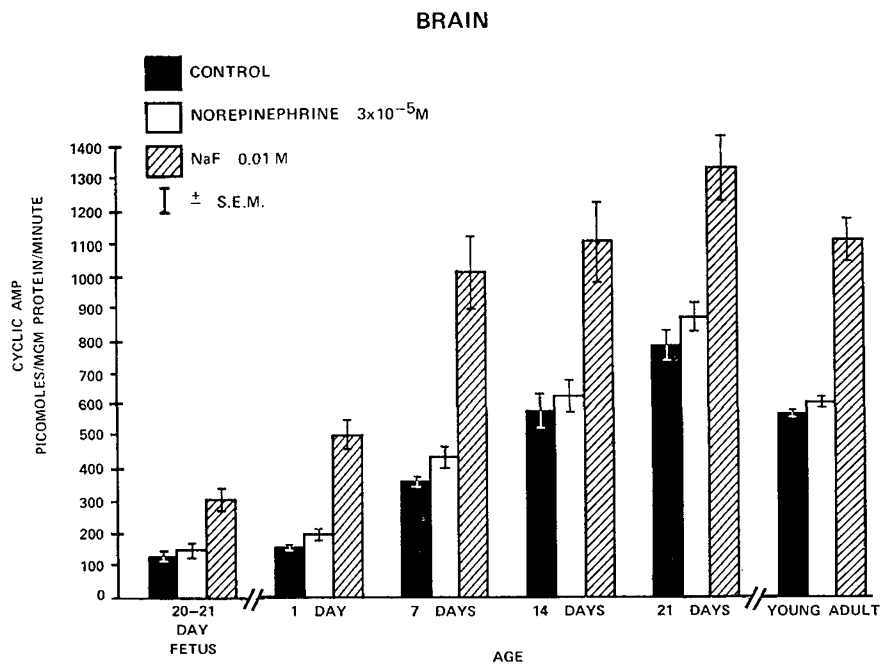 BRAIN
CONTROL
NOREPINEPHRINE 3x10⁻⁵M
NaF 0.01 M
± S.E.M.
CYCLIC AMP
PICOMOLES/MGM PROTEIN/MINUTE
1400
1300
1200
1100
1000
900
800
700
600
500
400
300
200
100
0
20–21
DAY
FETUS
1 DAY
7 DAYS
14 DAYS
21 DAYS
YOUNG ADULT
AGE